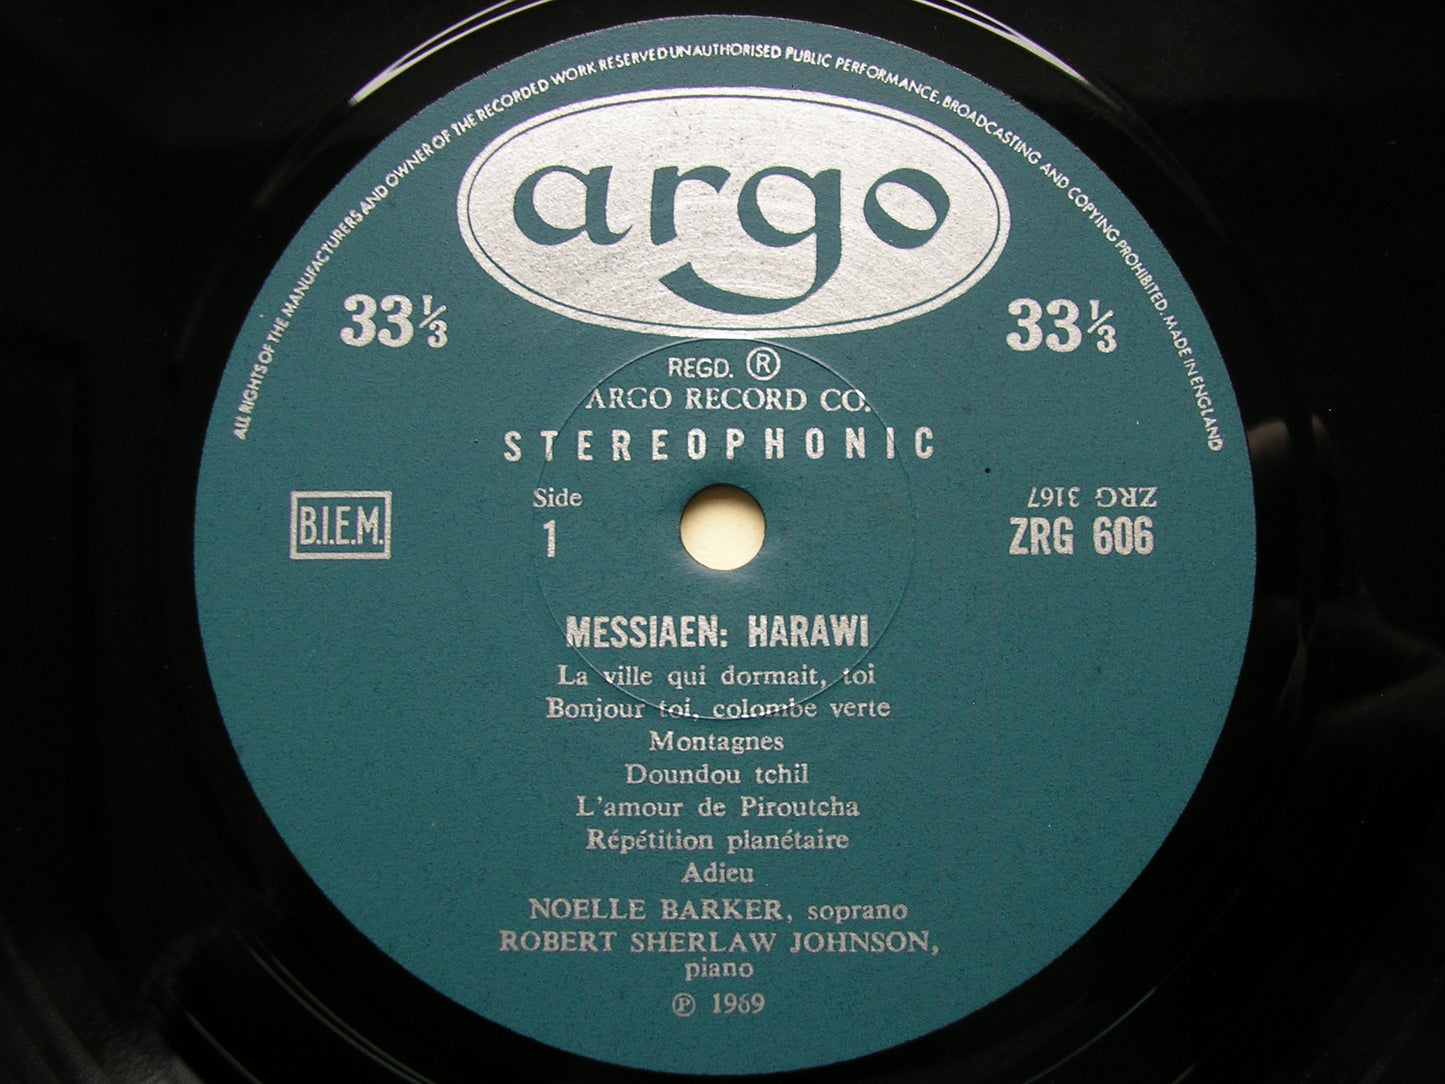 ALL RIGHTS OF THE MANUFACTURERS AND OWNER OF THE RECORDED WORK RESERVED UNAUTHORISED PUBLIC PERFORMANCE, BROADCASTING AND COPYING PROHIBITED. MADE IN ENGLAND
argo
33⅓ 33⅓
REGD. ®
ARGO RECORD CO.
STEREOPHONIC
Side
1
B.I.E.M.
ZRG 3167
ZRG 606
MESSIAEN: HARAWI
La ville qui dormait, toi
Bonjour toi, colombe verte
Montagnes
Doundou tchil
L'amour de Piroutcha
Répétition planétaire
Adieu
NOELLE BARKER, soprano
ROBERT SHERLAW JOHNSON,
piano
℗ 1969